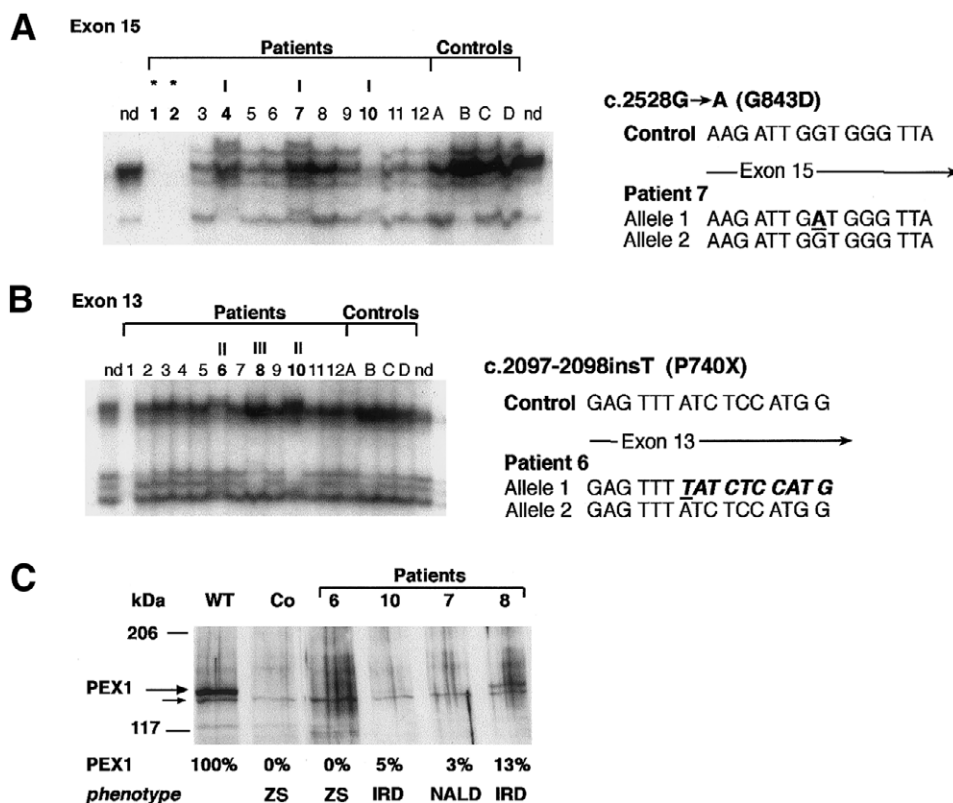 A Exon 15
Patients Controls
* * I I I
nd 1 2 3 4 5 6 7 8 9 10 11 12 A B C D nd
c.2528G→A (G843D)
Control AAG ATT GGT GGG TTA
Exon 15
Patient 7
Allele 1 AAG ATT GAT GGG TTA
Allele 2 AAG ATT GGT GGG TTA
B Exon 13
Patients Controls
II III II
nd 1 2 3 4 5 6 7 8 9 10 11 12 A B C D nd
c.2097-2098insT (P740X)
Control GAG TTT ATC TCC ATG G
Exon 13
Patient 6
Allele 1 GAG TTT TAT CTC CAT G
Allele 2 GAG TTT ATC TCC ATG G
C
Patients
kDa WT Co 6 10 7 8
206
PEX1
117
PEX1 100% 0% 0% 5% 3% 13%
phenotype ZS ZS IRD NALD IRD